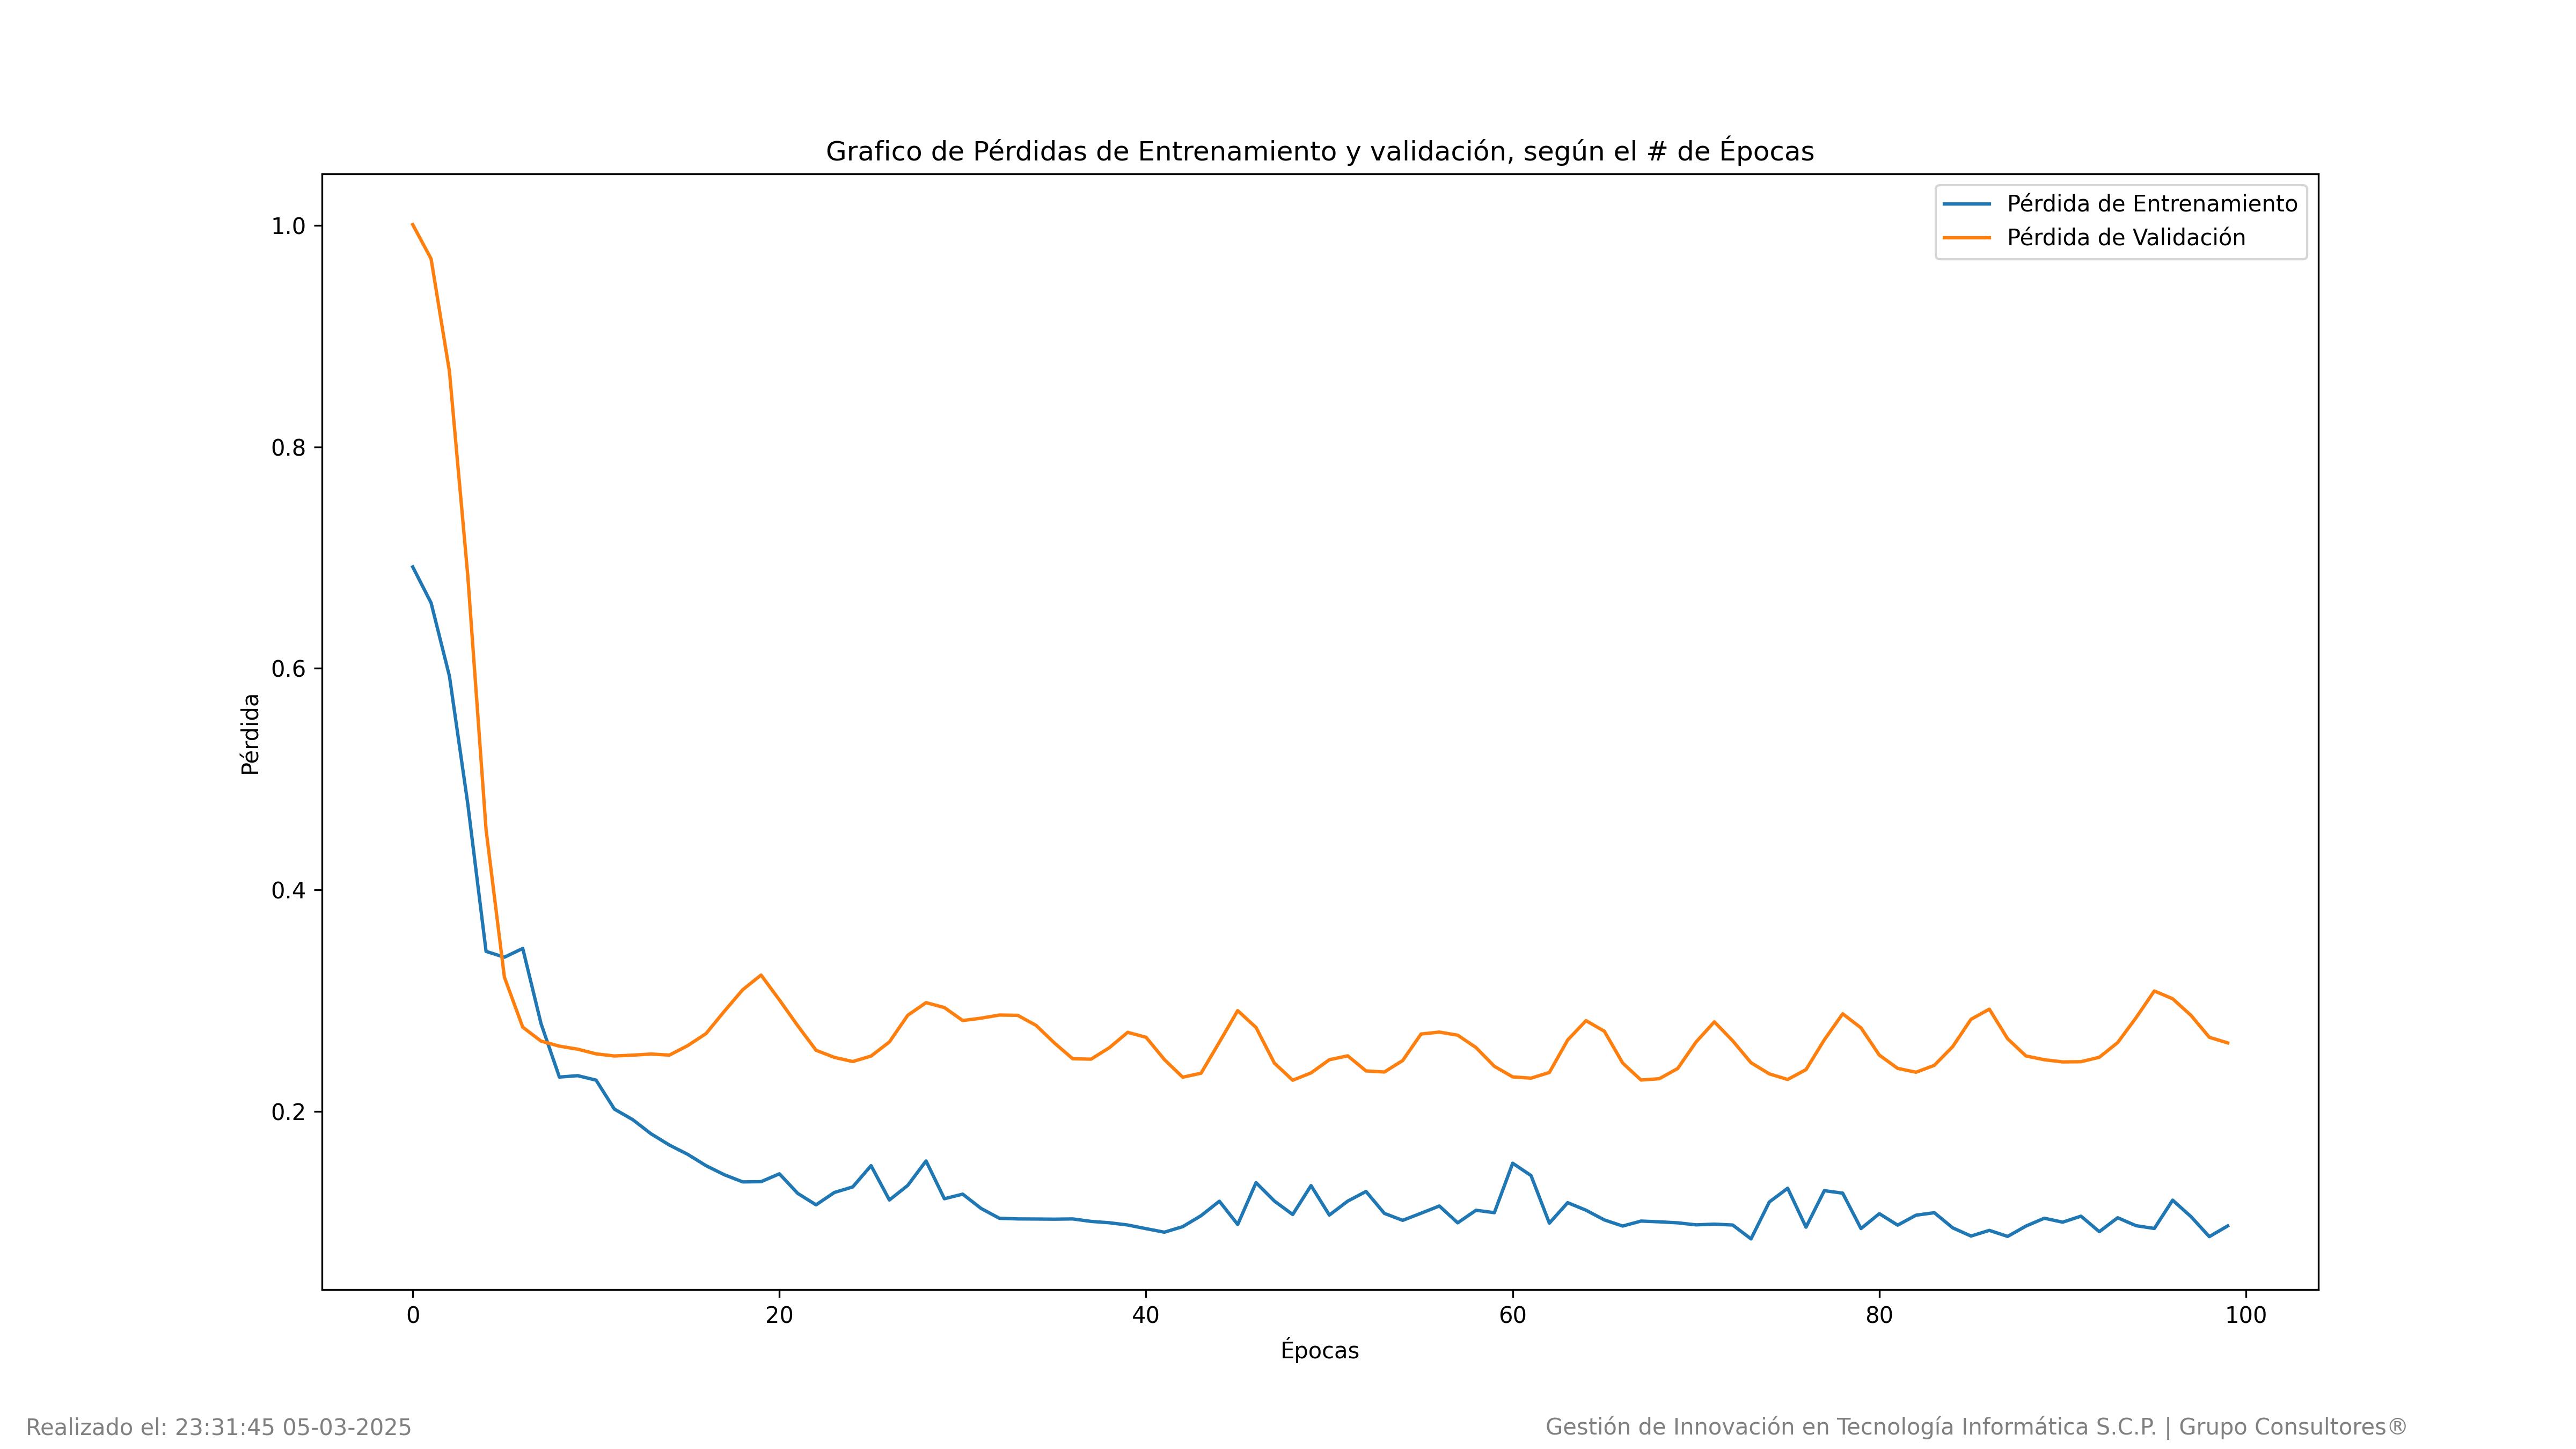 Grafico de Pérdidas de Entrenamiento y validación, según el # de Épocas
Pérdida de Entrenamiento
Pérdida de Validación
1.0
0.8
0.6
0.4
0.2
Pérdida
0 20 40 60 80 100
Épocas
Realizado el: 23:31:45 05-03-2025
Gestión de Innovación en Tecnología Informática S.C.P. | Grupo Consultores®